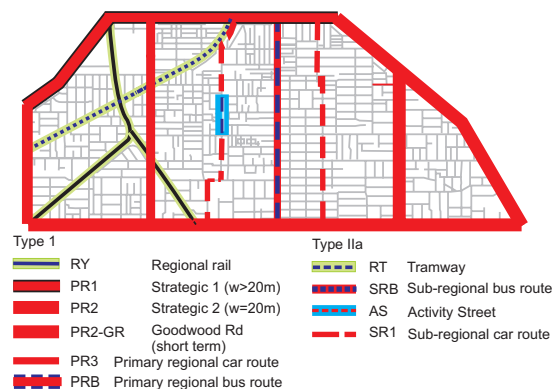 Type 1
RY Regional rail
PR1 Strategic 1 (w>20m)
PR2 Strategic 2 (w=20m)
PR2-GR Goodwood Rd
(short term)
PR3 Primary regional car route
PRB Primary regional bus route
Type IIa
RT Tramway
SRB Sub-regional bus route
AS Activity Street
SR1 Sub-regional car route